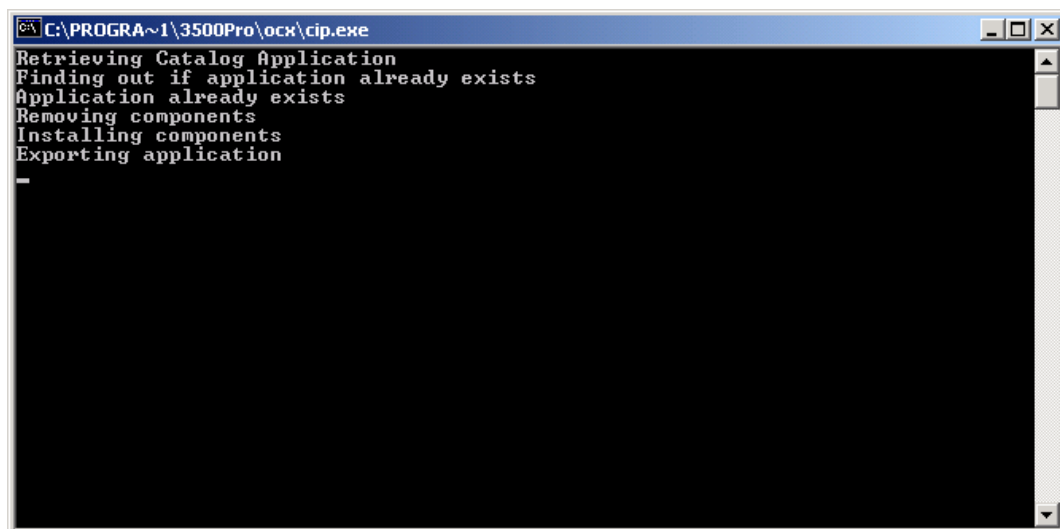 C:\PROGRA~1\3500Pro\ocx\cip.exe
Retrieving Catalog Application
Finding out if application already exists
Application already exists
Removing components
Installing components
Exporting application